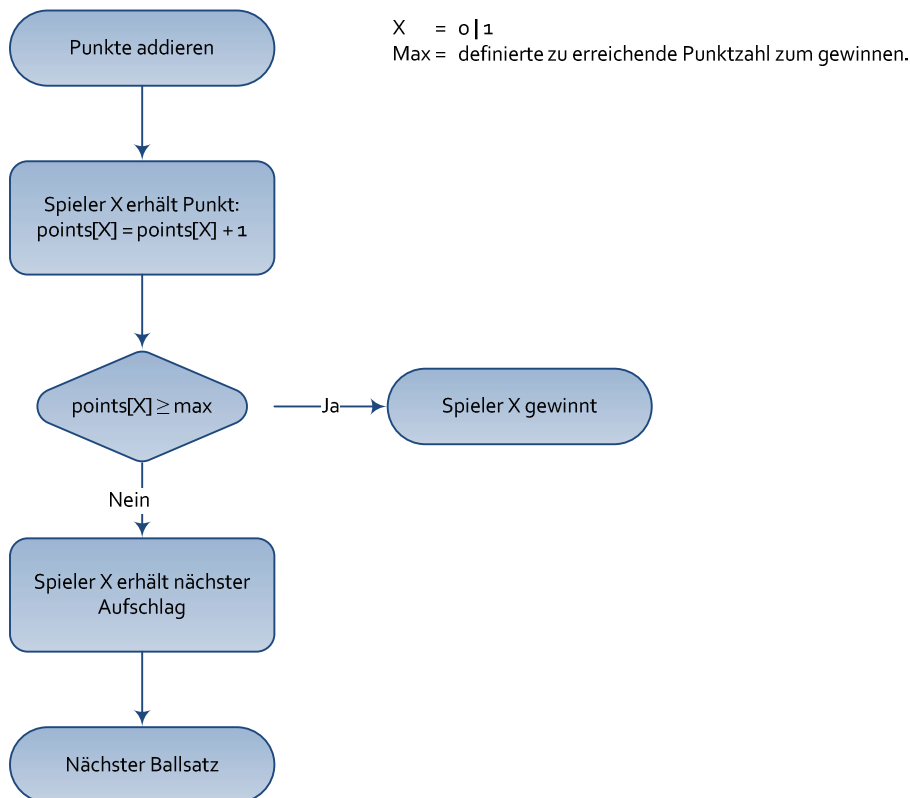 Punkte addieren
X = 0|1
Max = definierte zu erreichende Punktzahl zum gewinnen.
Spieler X erhält Punkt:
points[X] = points[X] + 1
points[X] ≥ max
Ja
Spieler X gewinnt
Nein
Spieler X erhält nächster
Aufschlag
Nächster Ballsatz